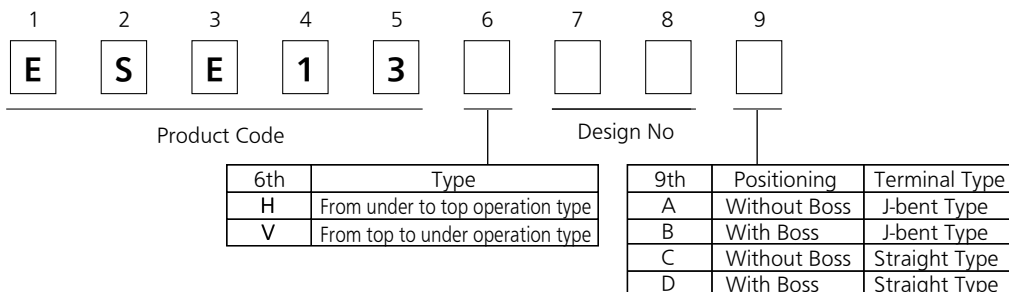 1 2 3 4 5 6 7 8 9
E S E 1 3
Product Code
Design No
6th Type
H From under to top operation type
V From top to under operation type
9th Positioning Terminal Type
A Without Boss J-bent Type
B With Boss J-bent Type
C Without Boss Straight Type
D With Boss Straight Type